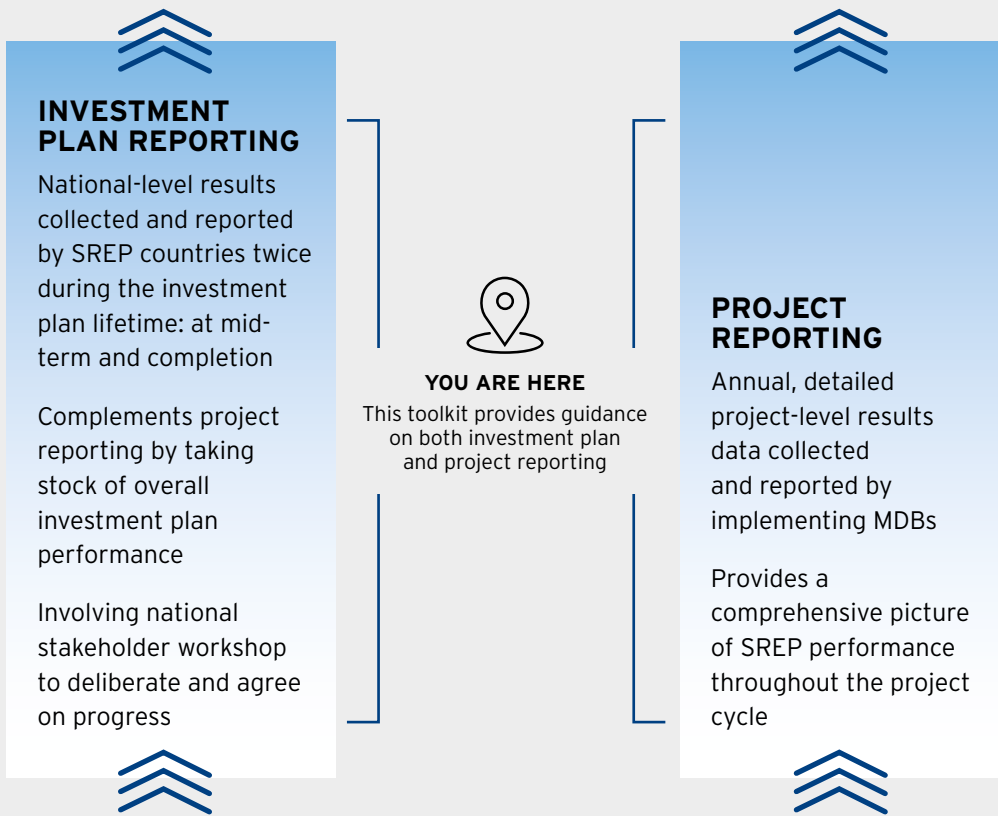 INVESTMENT
PLAN REPORTING
National-level results
collected and reported
by SREP countries twice
during the investment
plan lifetime: at mid-
term and completion
Complements project
reporting by taking
stock of overall
investment plan
performance
Involving national
stakeholder workshop
to deliberate and agree
on progress
YOU ARE HERE
This toolkit provides guidance
on both investment plan
and project reporting
PROJECT
REPORTING
Annual, detailed
project-level results
data collected
and reported by
implementing MDBs
Provides a
comprehensive picture
of SREP performance
throughout the project
cycle